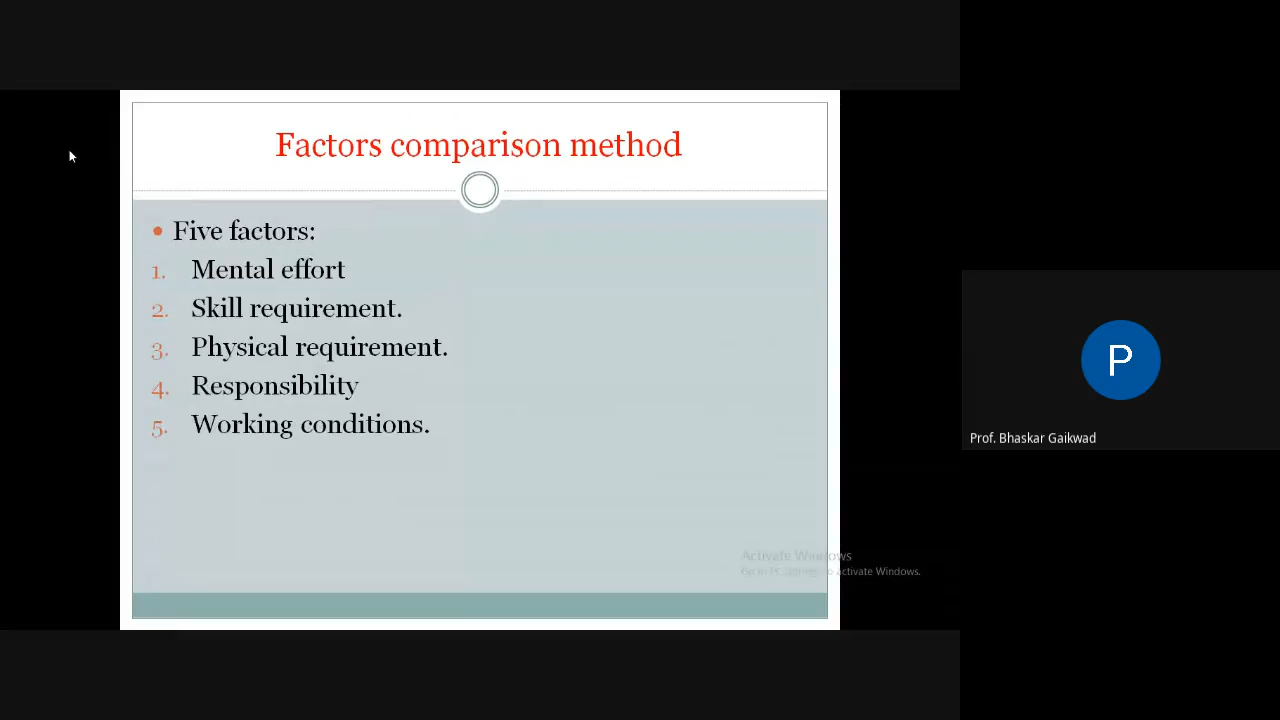 Factors comparison method
• Five factors:
1. Mental effort
2. Skill requirement.
3. Physical requirement.
4. Responsibility
5. Working conditions.
Activate Windows
Go to PC settings to activate Windows.
P
Prof. Bhaskar Gaikwad